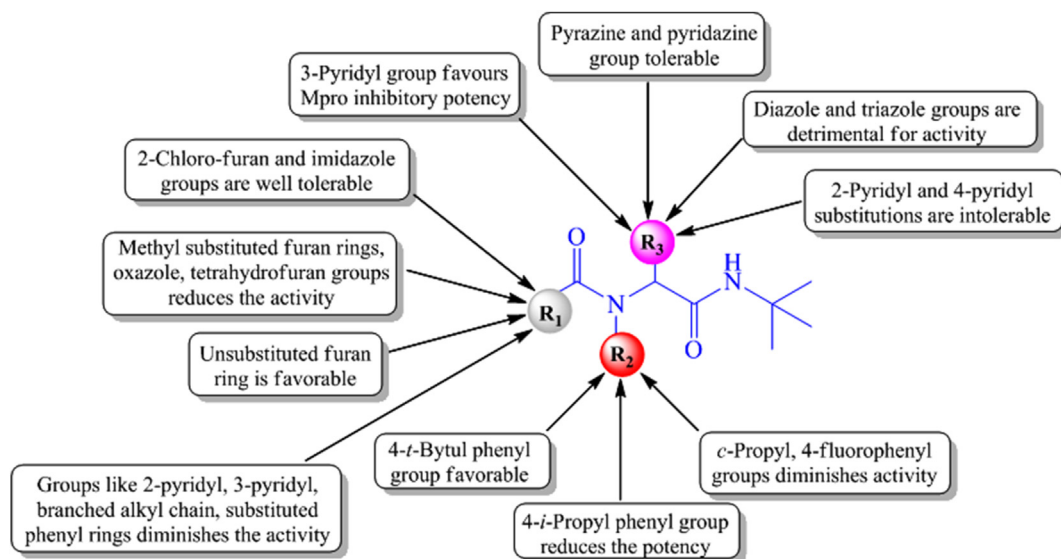 Pyrazine and pyridazine
group tolerable
3-Pyridyl group favours
Mpro inhibitory potency
Diazole and triazole groups are
detrimental for activity
2-Chloro-furan and imidazole
groups are well tolerable
2-Pyridyl and 4-pyridyl
substitutions are intolerable
Methyl substituted furan rings,
oxazole, tetrahydrofuran groups
reduces the activity
O
R3
H
N
R1
N
O
R2
Unsubstituted furan
ring is favorable
4-t-Bytul phenyl
group favorable
c-Propyl, 4-fluorophenyl
groups diminishes activity
Groups like 2-pyridyl, 3-pyridyl,
branched alkyl chain, substituted
phenyl rings diminishes the activity
4-i-Propyl phenyl group
reduces the potency